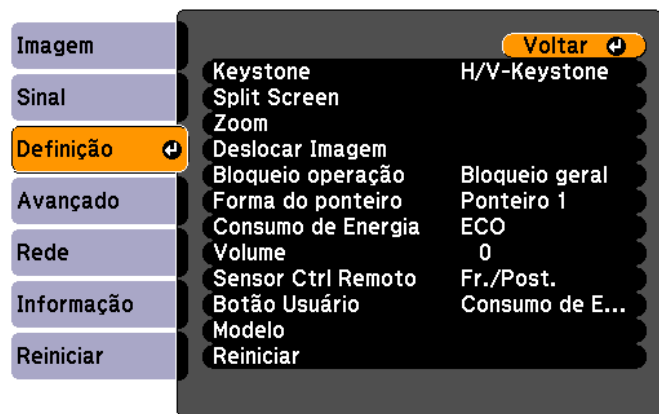 Imagem
Sinal
Definição
Avançado
Rede
Informação
Reiniciar
Voltar
Keystone H/V-Keystone
Split Screen
Zoom
Deslocar Imagem
Bloqueio operação Bloqueio geral
Forma do ponteiro Ponteiro 1
Consumo de Energia ECO
Volume 0
Sensor Ctrl Remoto Fr./Post.
Botão Usuário Consumo de E...
Modelo
Reiniciar